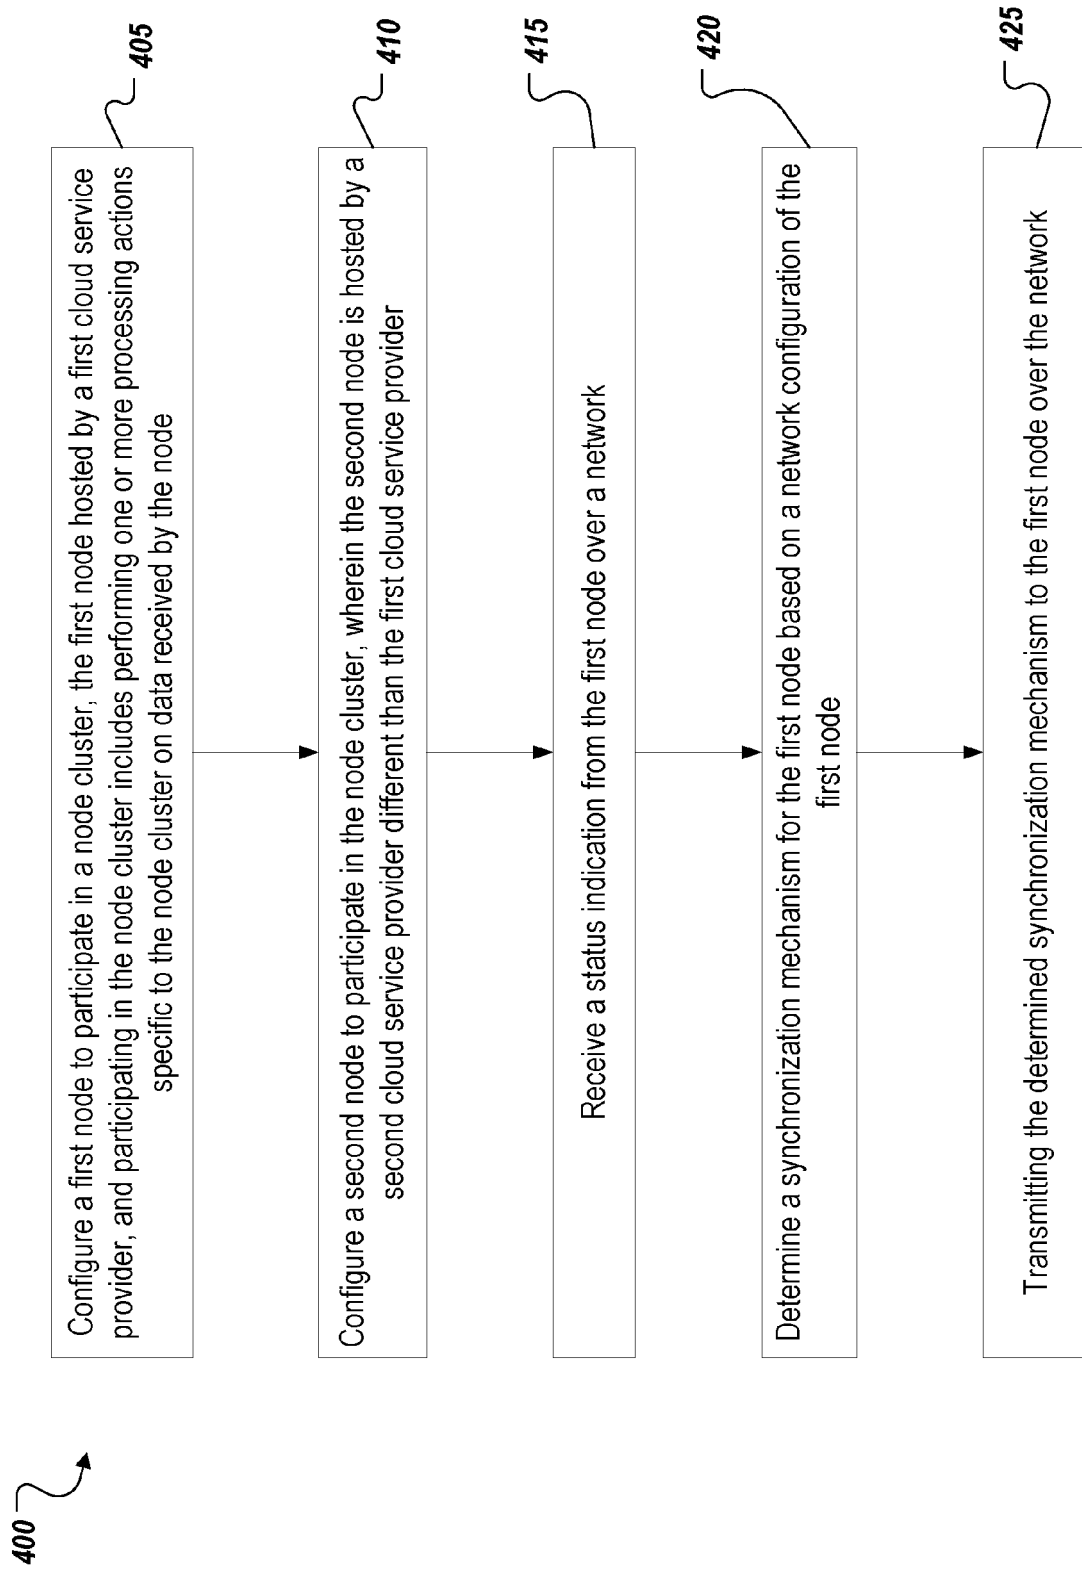 400
Configure a first node to participate in a node cluster, the first node hosted by a first cloud service
provider, and participating in the node cluster includes performing one or more processing actions
specific to the node cluster on data received by the node
405
Configure a second node to participate in the node cluster, wherein the second node is hosted by a
second cloud service provider different than the first cloud service provider
410
Receive a status indication from the first node over a network
415
Determine a synchronization mechanism for the first node based on a network configuration of the
first node
420
Transmitting the determined synchronization mechanism to the first node over the network
425